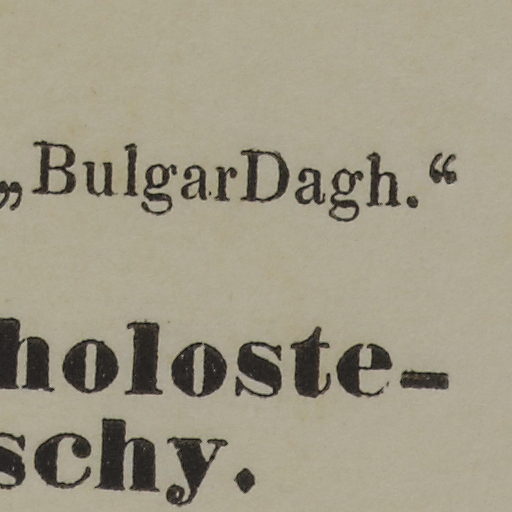 „BulgarDagh.“
holoste-
schy.